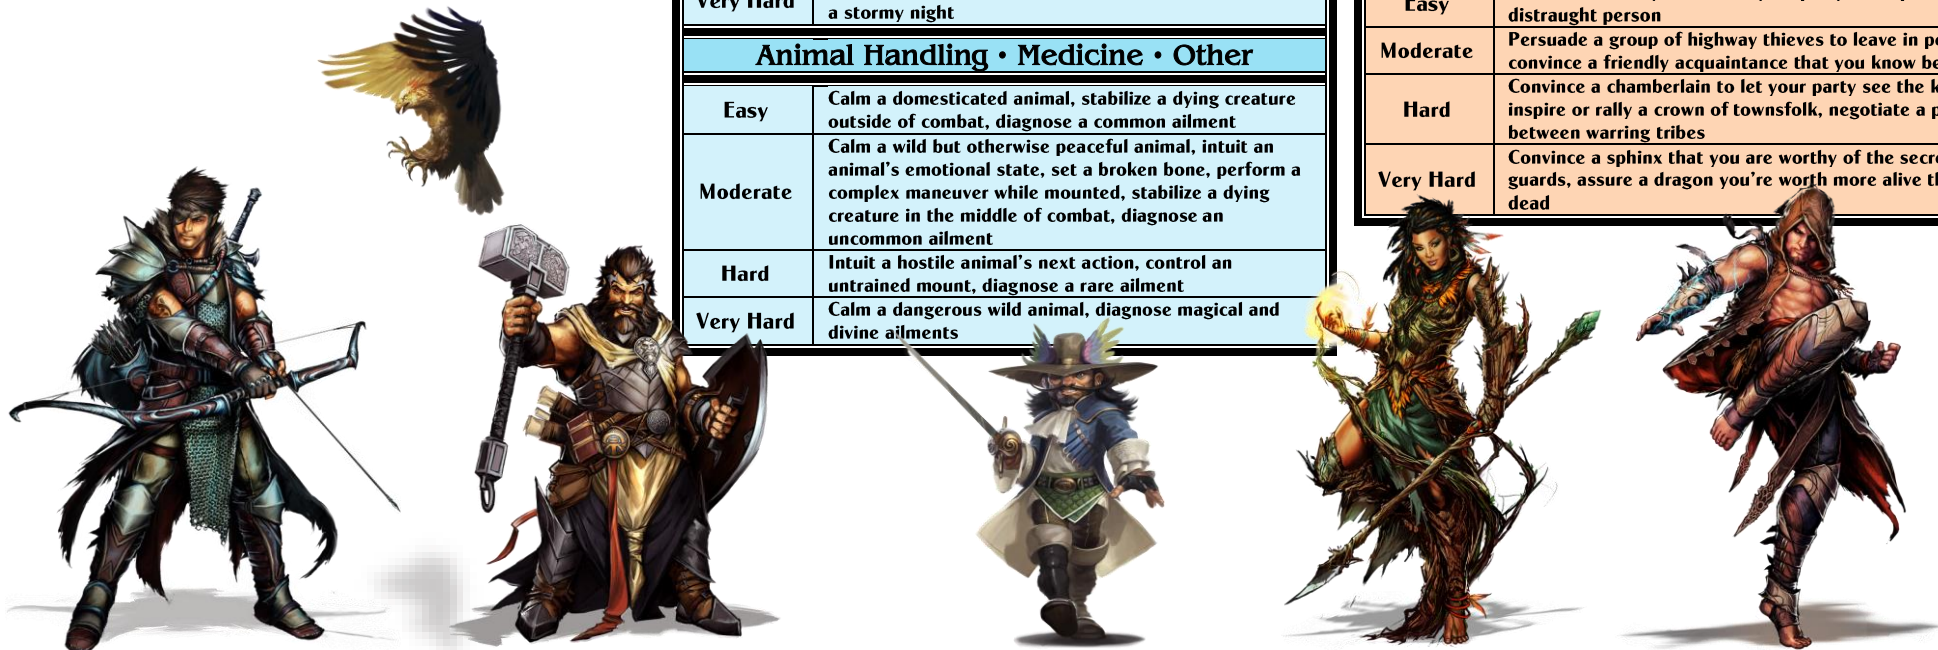 Very Hard
a stormy night
Animal Handling • Medicine • Other
Easy
Calm a domesticated animal, stabilize a dying creature
outside of combat, diagnose a common ailment
Moderate
Calm a wild but otherwise peaceful animal, intuit an
animal's emotional state, set a broken bone, perform a
complex maneuver while mounted, stabilize a dying
creature in the middle of combat, diagnose an
uncommon ailment
Hard
Intuit a hostile animal's next action, control an
untrained mount, diagnose a rare ailment
Very Hard
Calm a dangerous wild animal, diagnose magical and
divine ailments
Easy
distraught person
Moderate
Persuade a group of highway thieves to leave in
convince a friendly acquaintance that you know
Hard
Convince a chamberlain to let your party see the
inspire or rally a crown of townsfolk, negotiate a
between warring tribes
Very Hard
Convince a sphinx that you are worthy of the
guards, assure a dragon you're worth more alive
dead